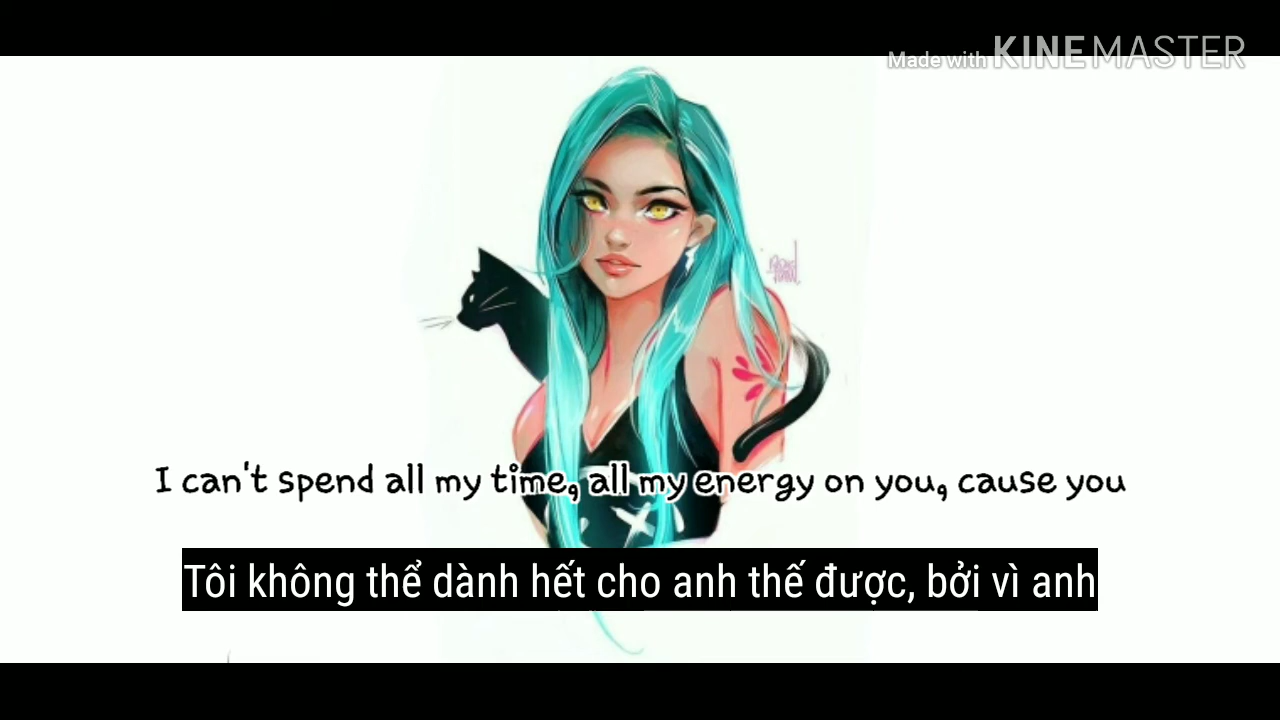 Made with KINEMASTER
I can't spend all my time, all my energy on you, cause you
Tôi không thể dành hết cho anh thế được, bởi vì anh